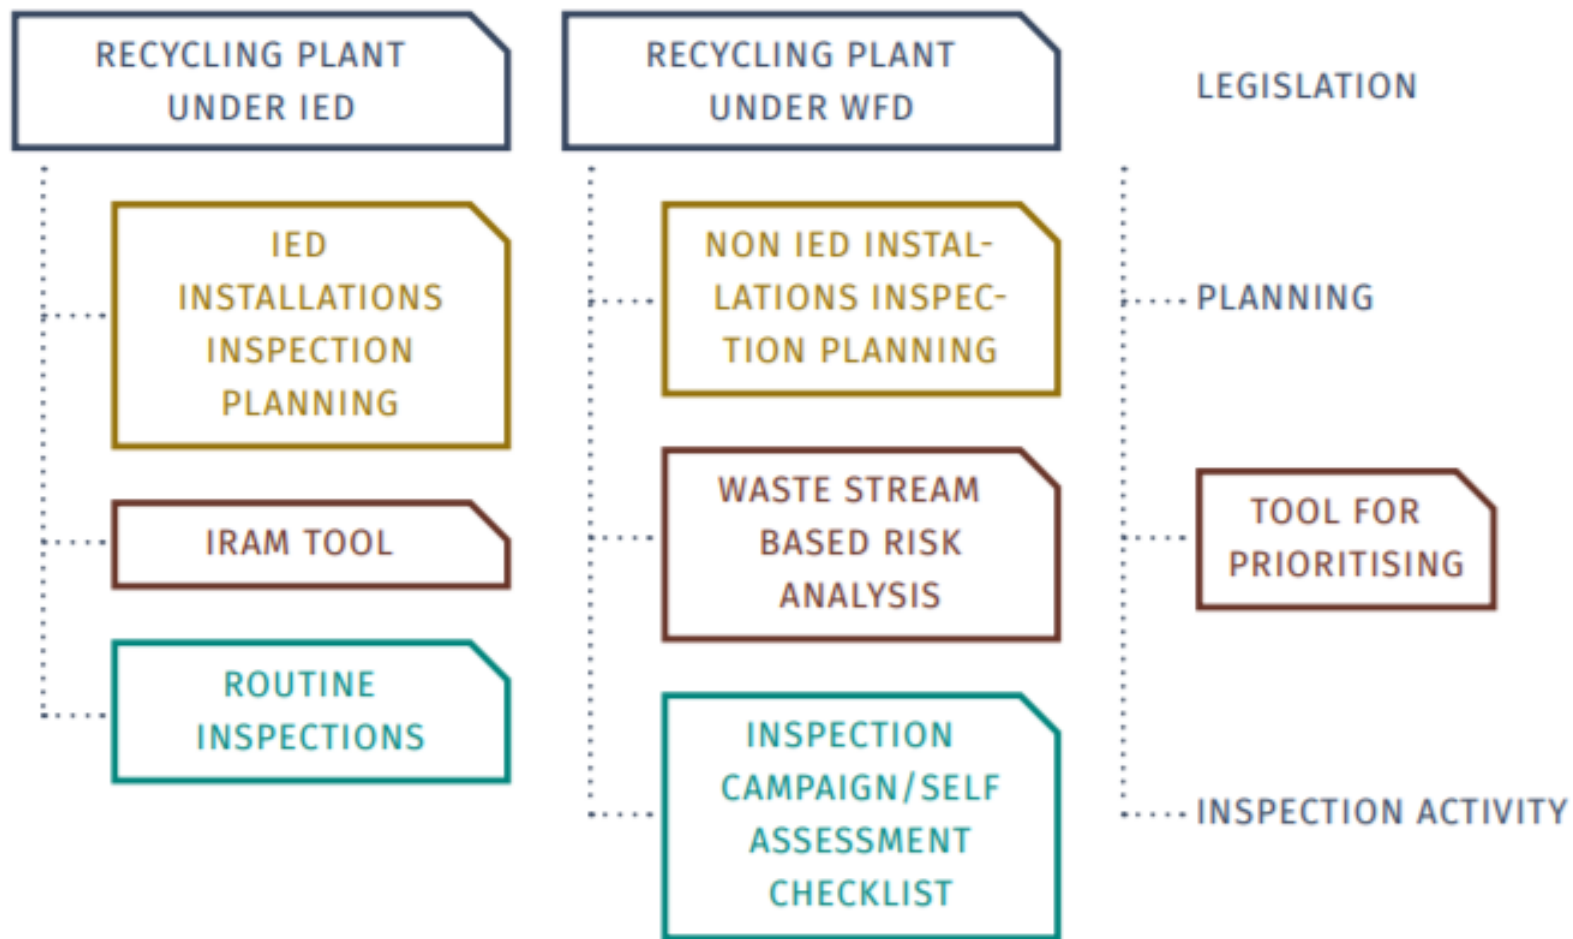 RECYCLING PLANT
UNDER IED
IED
INSTALLATIONS
INSPECTION
PLANNING
IRAM TOOL
ROUTINE
INSPECTIONS
RECYCLING PLANT
UNDER WFD
NON IED INSTAL-
LATIONS INSPEC-
TION PLANNING
WASTE STREAM
BASED RISK
ANALYSIS
INSPECTION
CAMPAIGN/SELF
ASSESSMENT
CHECKLIST
LEGISLATION
PLANNING
TOOL FOR
PRIORITISING
INSPECTION ACTIVITY